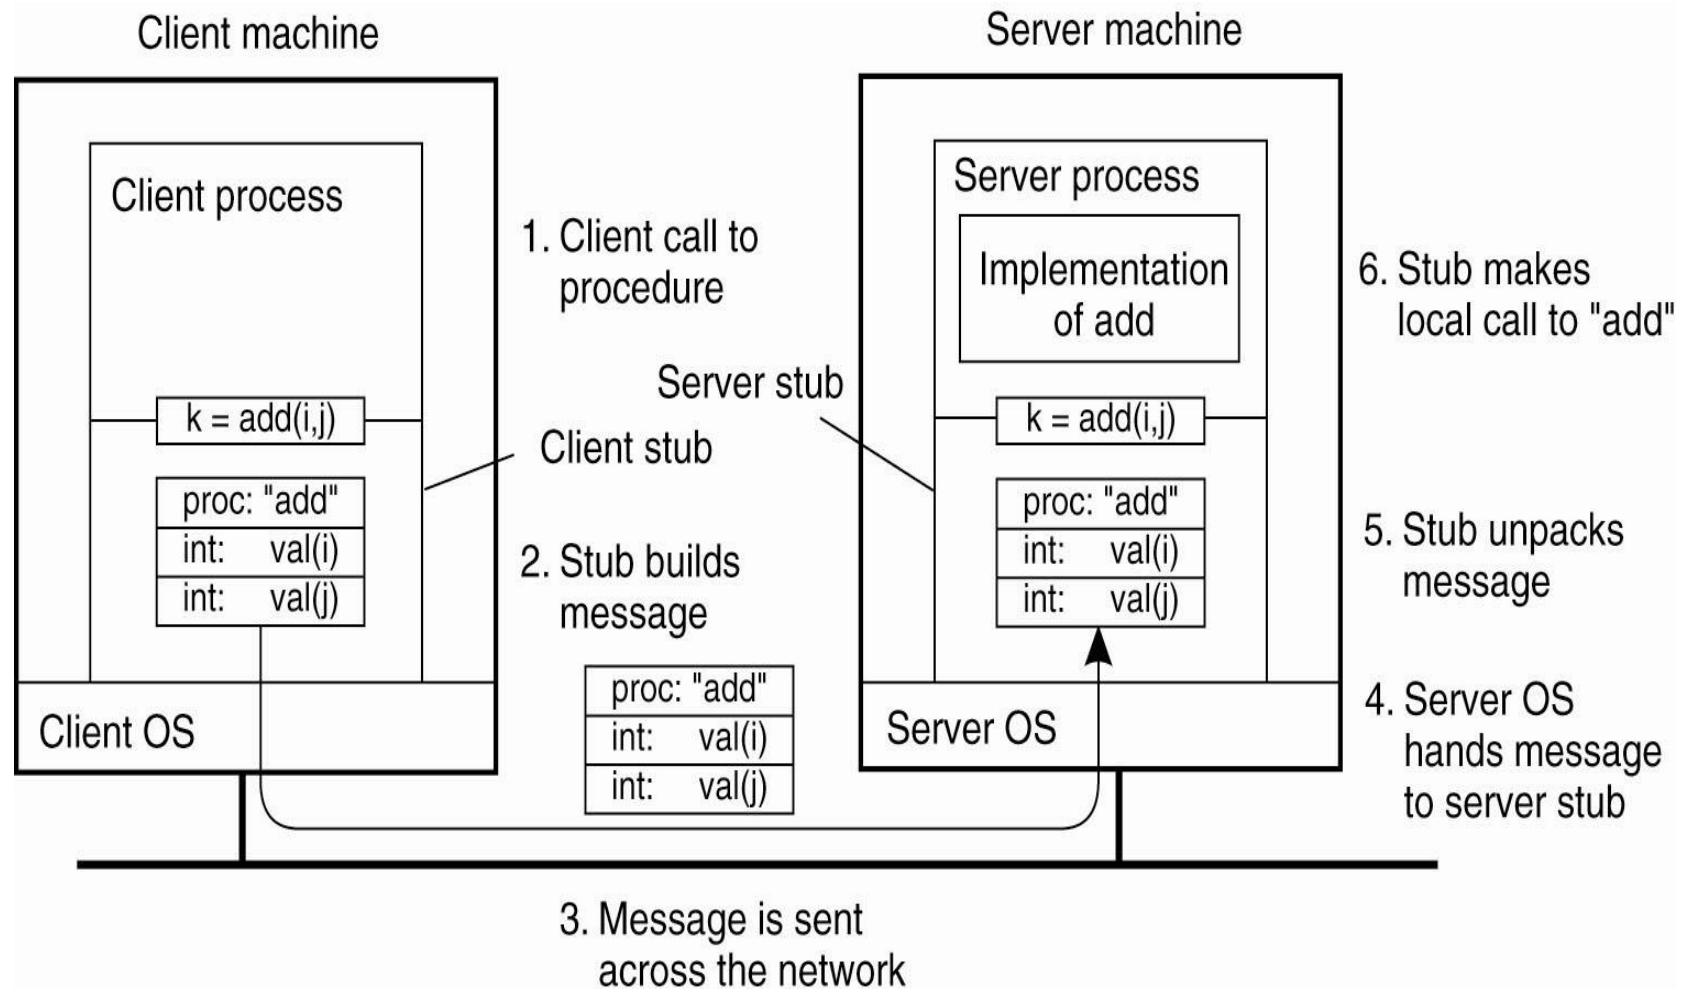 Client machine
Server machine
Client process
1. Client call to
procedure
k = add(i,j)
Client stub
proc: "add"
int: val(i)
int: val(j)
2. Stub builds
message
Client OS
proc: "add"
int: val(i)
int: val(j)
3. Message is sent
across the network
Server process
Implementation
of add
6. Stub makes
local call to "add"
Server stub
k = add(i,j)
proc: "add"
int: val(i)
int: val(j)
5. Stub unpacks
message
Server OS
4. Server OS
hands message
to server stub